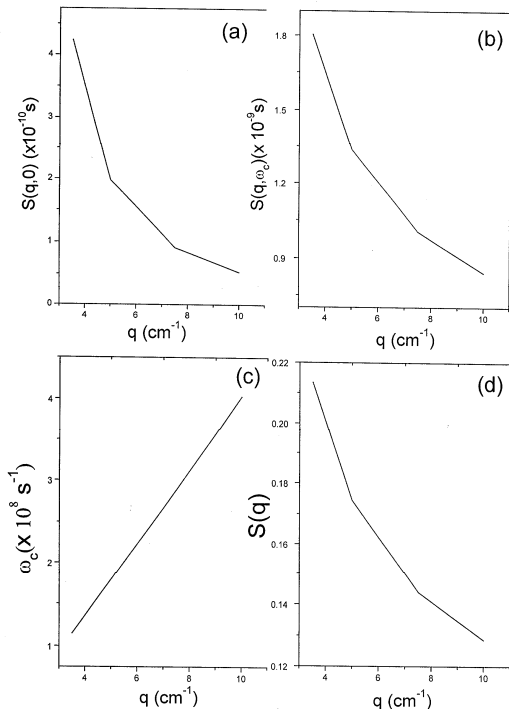 (a)
S(q,0) (x10⁻¹⁰s)
4
3
2
1
0
4 6 8 10
q (cm⁻¹)
(b)
S(q,ω_c)(x 10⁻⁹s)
1.8
1.5
1.2
0.9
4 6 8 10
q (cm⁻¹)
(c)
ω_c(x 10⁸ s⁻¹)
4
3
2
1
4 6 8 10
q (cm⁻¹)
(d)
S(q)
0.22
0.20
0.18
0.16
0.14
0.12
4 6 8 10
q (cm⁻¹)